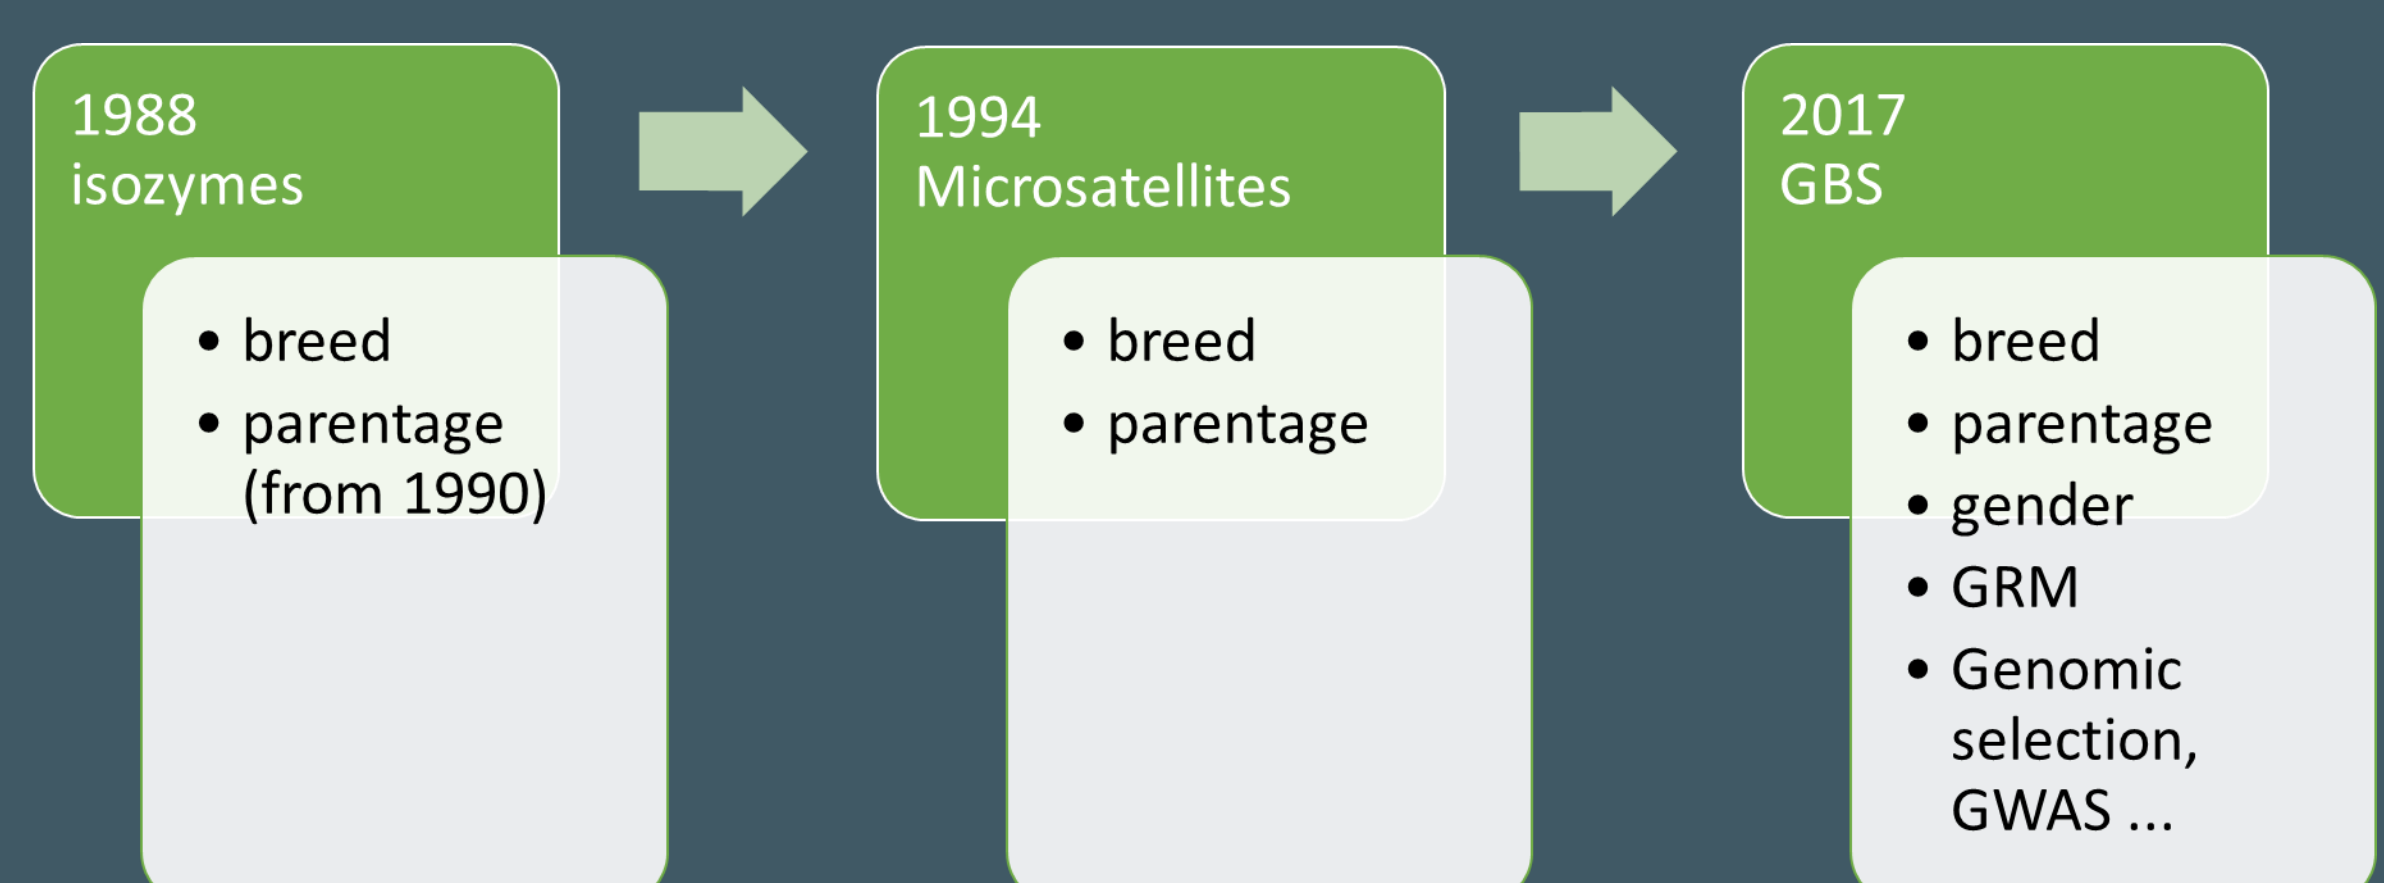 1988
isozymes
• breed
• parentage
(from 1990)
1994
Microsatellites
• breed
• parentage
2017
GBS
• breed
• parentage
• gender
• GRM
• Genomic
selection,
GWAS ...